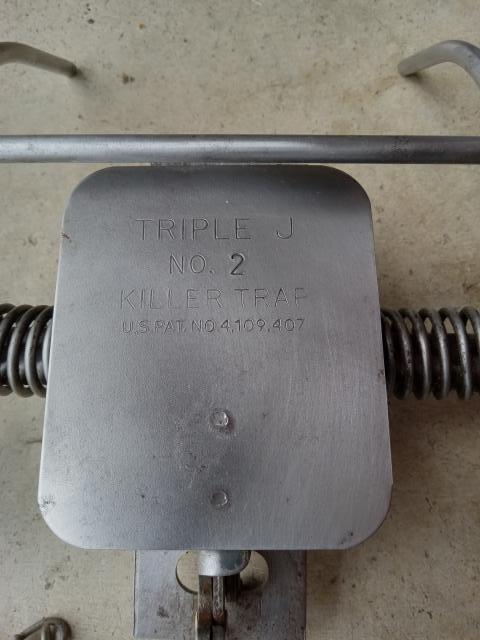 TRIPLE J
NO. 2
KILLER TRAP
U.S. PAT. NO. 4,109,407